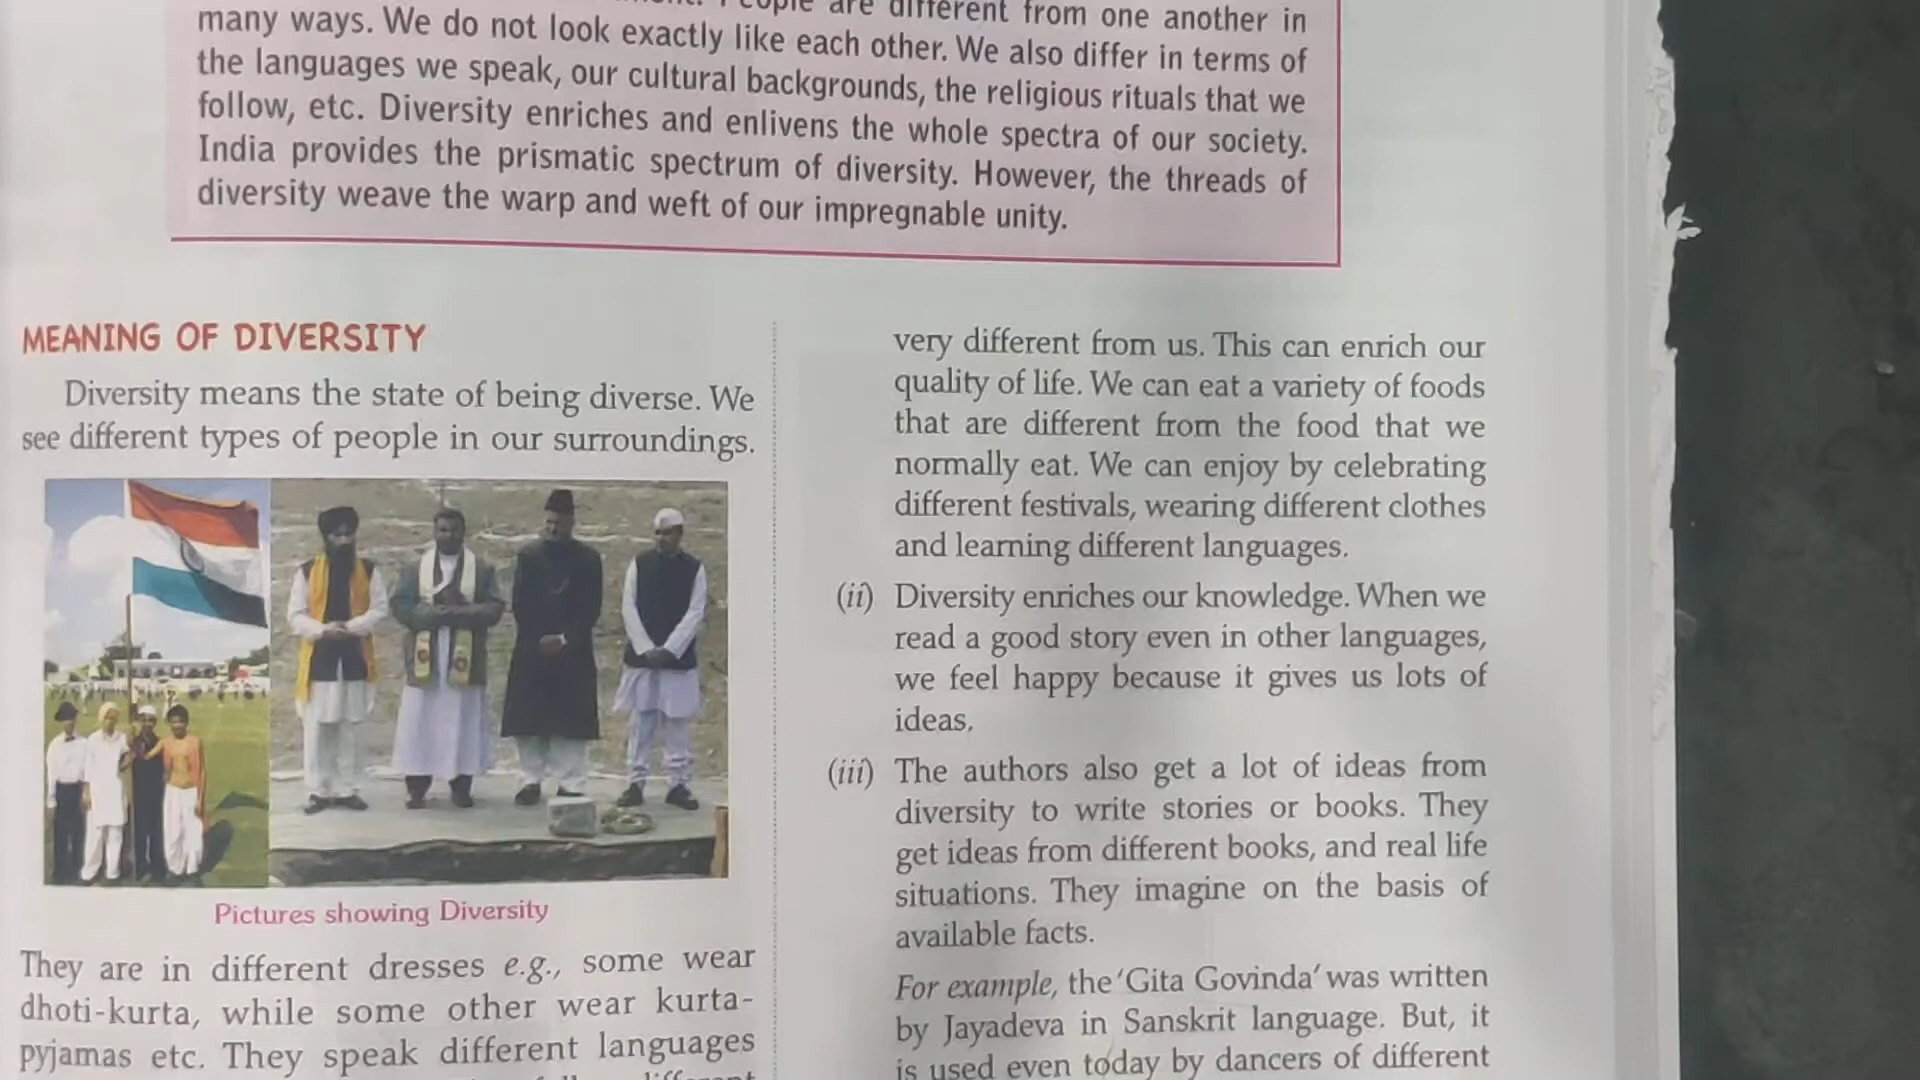 People are different from one another in
many ways. We do not look exactly like each other. We also differ in terms of
the languages we speak, our cultural backgrounds, the religious rituals that we
follow, etc. Diversity enriches and enlivens the whole spectra of our society.
India provides the prismatic spectrum of diversity. However, the threads of
diversity weave the warp and weft of our impregnable unity.
MEANING OF DIVERSITY
Diversity means the state of being diverse. We
see different types of people in our surroundings.
Pictures showing Diversity
They are in different dresses e.g., some wear
dhoti-kurta, while some other wear kurta-
pyjamas etc. They speak different languages
very different from us. This can enrich our
quality of life. We can eat a variety of foods
that are different from the food that we
normally eat. We can enjoy by celebrating
different festivals, wearing different clothes
and learning different languages.
(ii) Diversity enriches our knowledge. When we
read a good story even in other languages,
we feel happy because it gives us lots of
ideas.
(iii) The authors also get a lot of ideas from
diversity to write stories or books. They
get ideas from different books, and real life
situations. They imagine on the basis of
available facts.
For example, the 'Gita Govinda' was written
by Jayadeva in Sanskrit language. But, it
is used even today by dancers of different